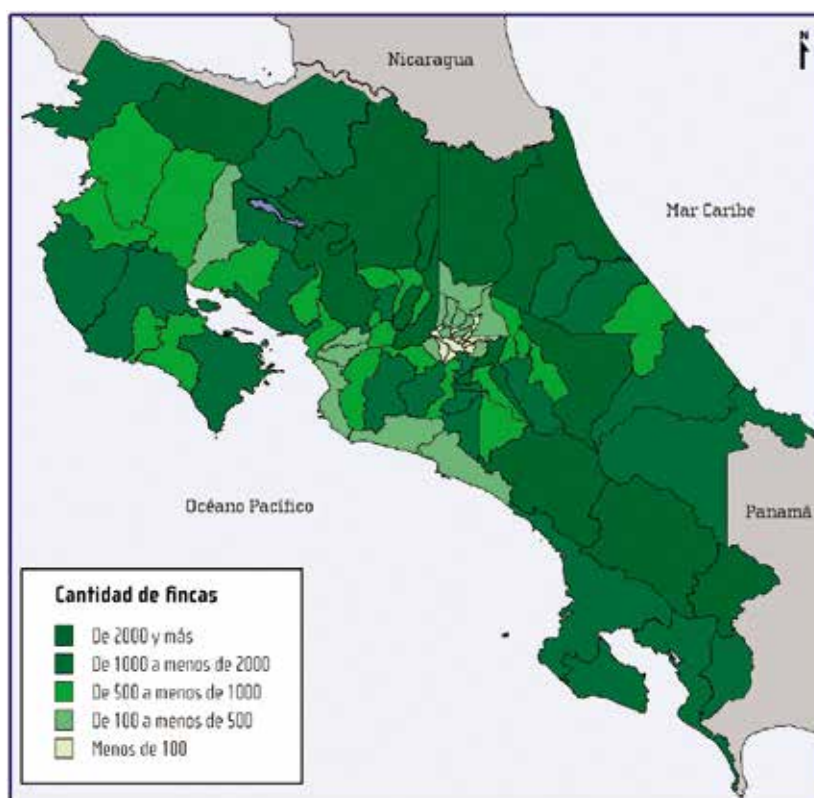 N
Nicaragua
Mar Caribe
Océano Pacífico
Panamá
Cantidad de fincas
De 2000 y más
De 1000 a menos de 2000
De 500 a menos de 1000
De 100 a menos de 500
Menos de 100